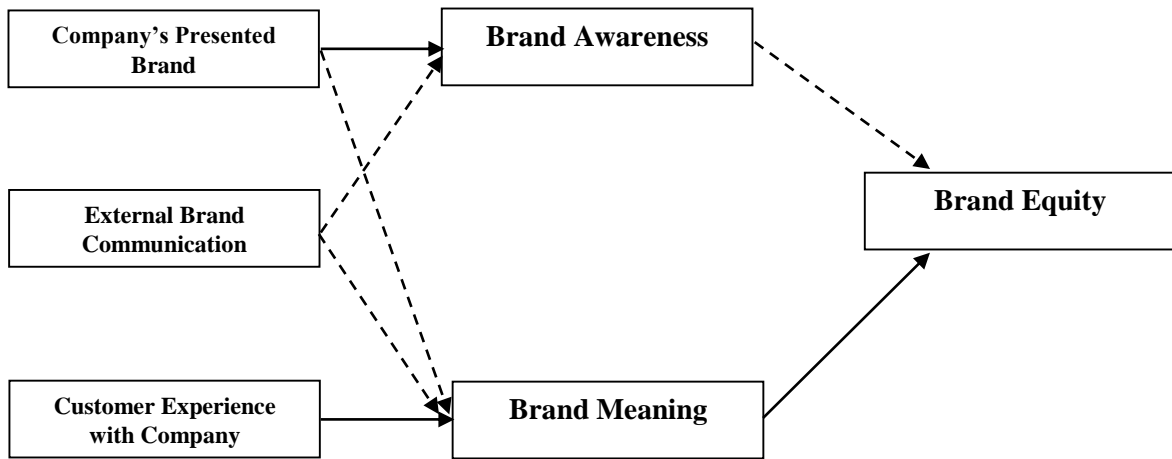 Company’s Presented
Brand
Brand Awareness
External Brand
Communication
Brand Equity
Customer Experience
with Company
Brand Meaning